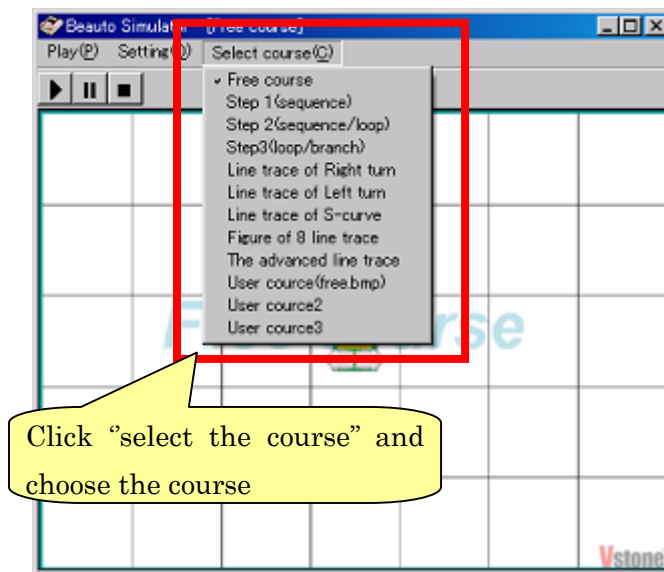 Beauto Simulator [Free course]
Play(P) Setting(O) Select course(C)
✓ Free course
Step 1(sequence)
Step 2(sequence/loop)
Step3(loop/branch)
Line trace of Right turn
Line trace of Left turn
Line trace of S-curve
Figure of 8 line trace
The advanced line trace
User cource(free.bmp)
User cource2
User cource3
Click “select the course” and
choose the course
Vstone